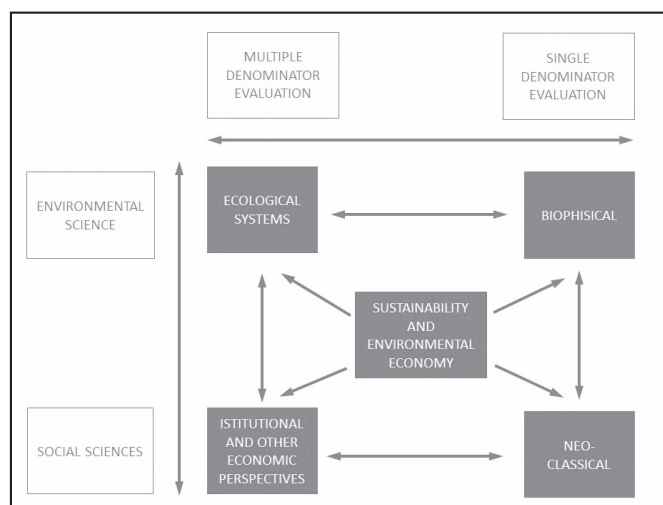 MULTIPLE
DENOMINATOR
EVALUATION
SINGLE
DENOMINATOR
EVALUATION
ENVIRONMENTAL
SCIENCE
ECOLOGICAL
SYSTEMS
BIOPHISICAL
SUSTAINABILITY
AND
ENVIRONMENTAL
ECONOMY
SOCIAL SCIENCES
ISTITUTIONAL
AND OTHER
ECONOMIC
PERSPECTIVES
NEO-
CLASSICAL